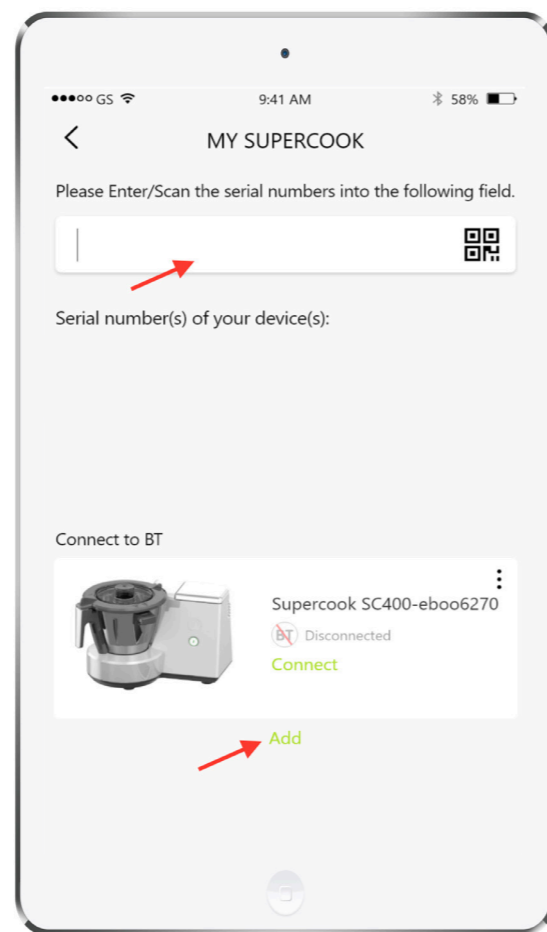 ●●●○○ GS 9:41 AM 58%
MY SUPERCOOK
Please Enter/Scan the serial numbers into the following field.
Serial number(s) of your device(s):
Connect to BT
Supercook SC400-eboo6270
BT Disconnected
Connect
Add